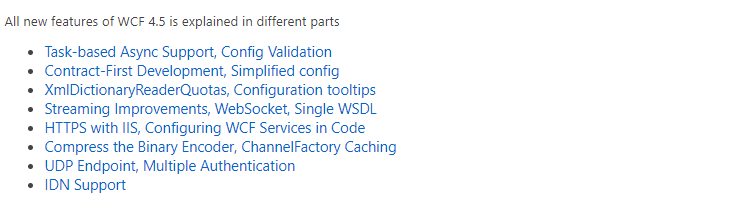 All new features of WCF 4.5 is explained in different parts
Task-based Async Support, Config Validation
Contract-First Development, Simplified config
XmlDictionaryReaderQuotas, Configuration tooltips
Streaming Improvements, WebSocket, Single WSDL
HTTPS with IIS, Configuring WCF Services in Code
Compress the Binary Encoder, ChannelFactory Caching
UDP Endpoint, Multiple Authentication
IDN Support